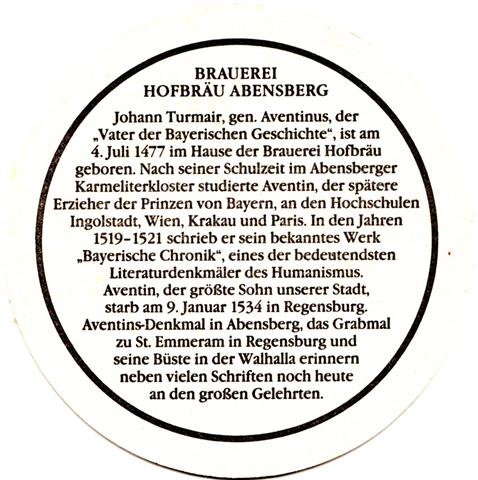 BRAUEREI
HOFBRÄU ABENSBERG
Johann Turmair, gen. Aventinus, der
„Vater der Bayerischen Geschichte“, ist am
4. Juli 1477 im Hause der Brauerei Hofbräu
geboren. Nach seiner Schulzeit im Abensberger
Karmeliterkloster studierte Aventin, der spätere
Erzieher der Prinzen von Bayern, an den Hochschulen
Ingolstadt, Wien, Krakau und Paris. In den Jahren
1519–1521 schrieb er sein bekanntes Werk
„Bayerische Chronik“, eines der bedeutendsten
Literaturdenkmäler des Humanismus.
Aventin, der größte Sohn unserer Stadt,
starb am 9. Januar 1534 in Regensburg.
Aventins-Denkmal in Abensberg, das Grabmal
zu St. Emmeram in Regensburg und
seine Büste in der Walhalla erinnern
neben vielen Schriften noch heute
an den großen Gelehrten.